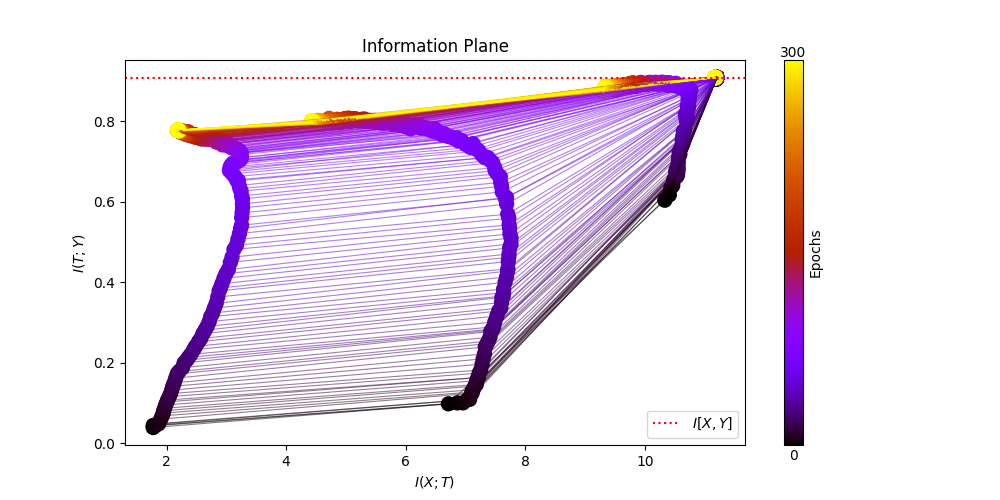 Information Plane
300
0.8
0.6
0.4
0.2
0.0
I(T; Y)
2
4
6
8
10
I(X; T)
I[X, Y]
Epochs
0